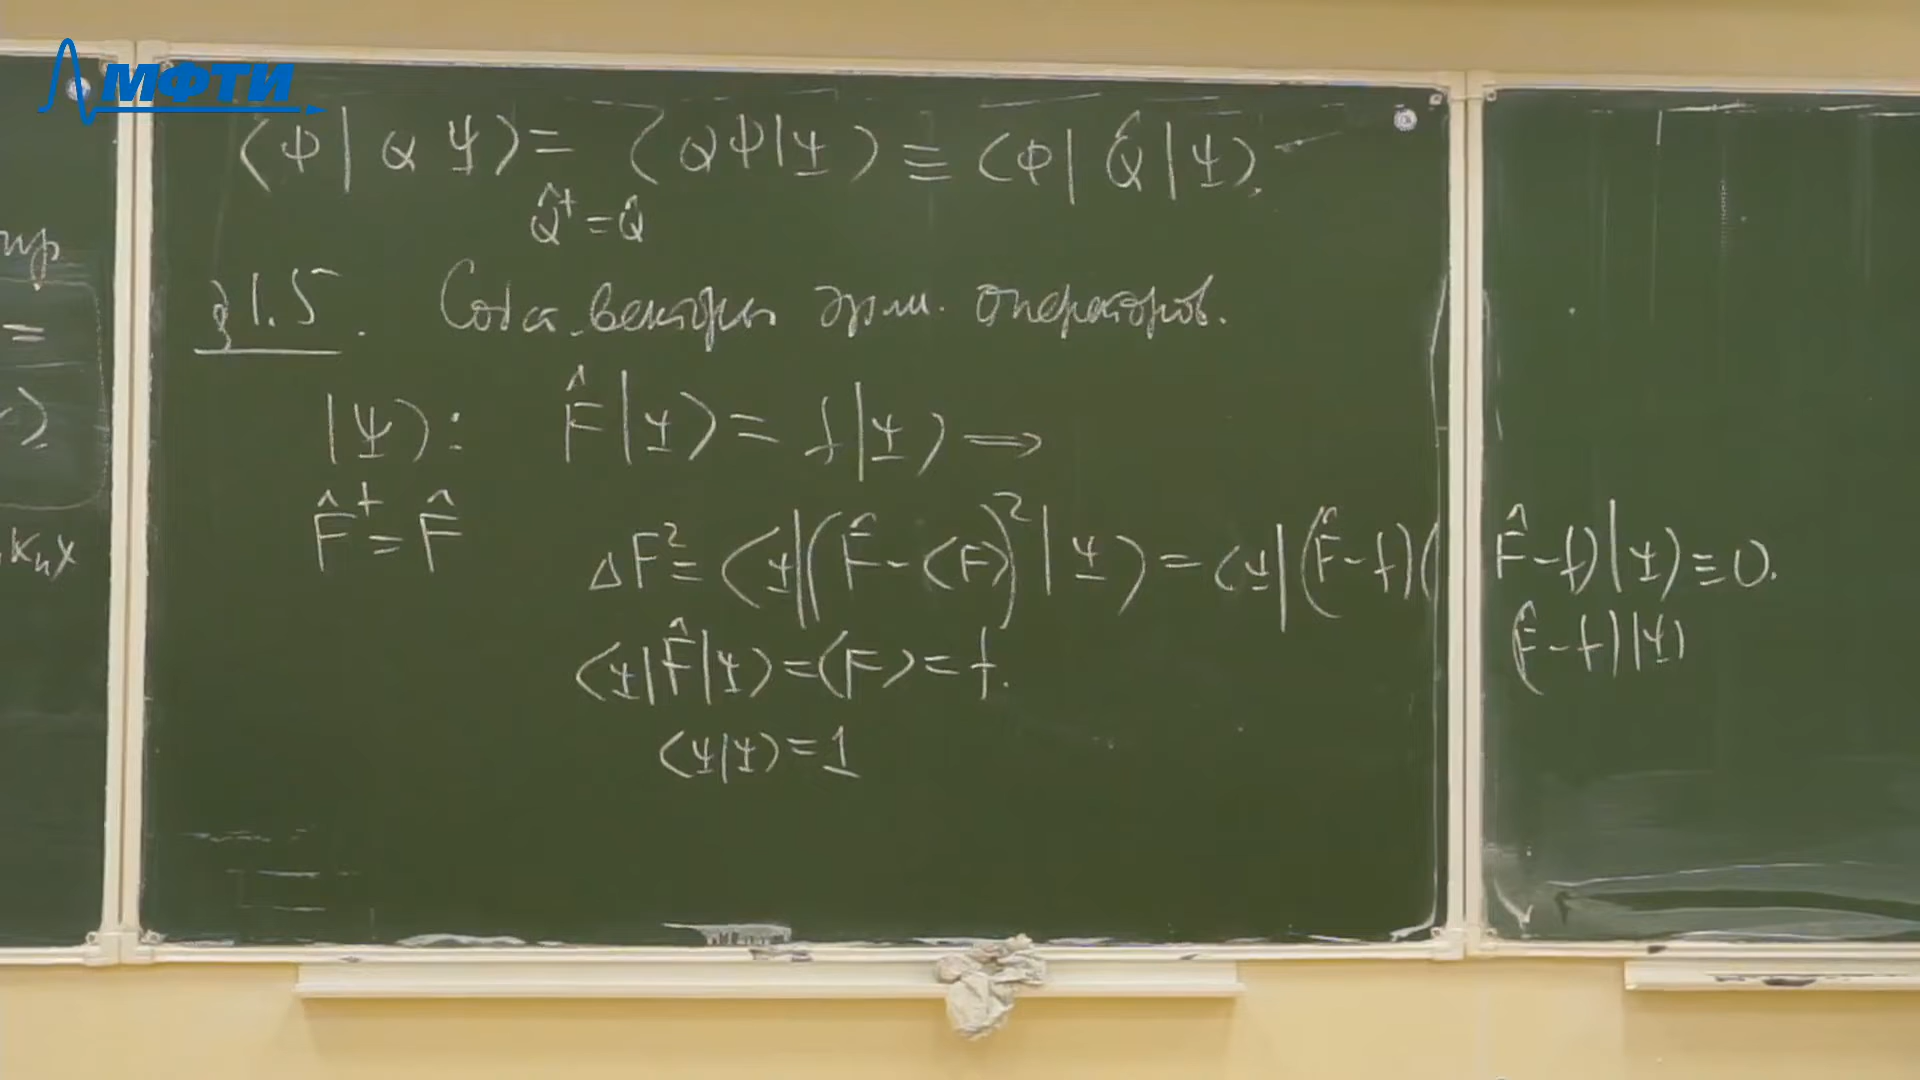 МФТИ
⟨Φ| Q Ψ⟩ = ⟨QΦ|Ψ⟩ ≡ ⟨Φ| Q̂ |Ψ⟩.
Q̂⁺ = Q̂
§1.5. Собств. векторы эрм. операторов.
|Ψ⟩: F̂|Ψ⟩ = f|Ψ⟩ ⟹
F̂⁺ = F̂
ΔF² = ⟨Ψ|(F̂ - ⟨F⟩)²|Ψ⟩ = ⟨Ψ|(F̂-f)(F̂-f)|Ψ⟩ ≡ 0.
(F̂-f)|Ψ⟩
⟨Ψ|F̂|Ψ⟩ = ⟨F⟩ = f.
⟨Ψ|Ψ⟩ = 1